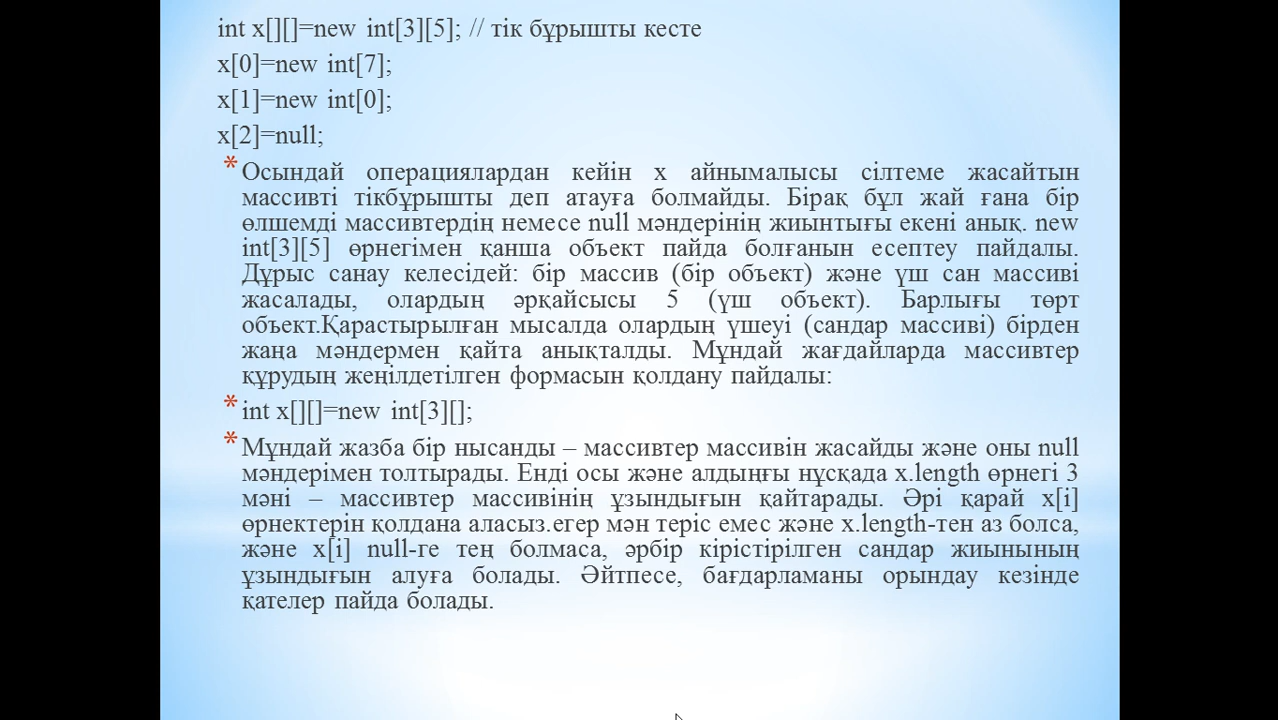 int x[][]=new int[3][5]; // тік бұрышты кесте
x[0]=new int[7];
x[1]=new int[0];
x[2]=null;
* Осындай операциялардан кейін x айнымалысы сілтеме жасайтын
массивті тікбұрышты деп атауға болмайды. Бірақ бұл жай ғана бір
өлшемді массивтердің немесе null мәндерінің жиынтығы екені анық. new
int[3][5] өрнегімен қанша объект пайда болғанын есептеу пайдалы.
Дұрыс санау келесідей: бір массив (бір объект) және үш сан массиві
жасалады, олардың әрқайсысы 5 (үш объект). Барлығы төрт
объект.Қарастырылған мысалда олардың үшеуі (сандар массиві) бірден
жаңа мәндермен қайта анықталды. Мұндай жағдайларда массивтер
құрудың жеңілдетілген формасын қолдану пайдалы:
* int x[][]=new int[3][];
* Мұндай жазба бір нысанды – массивтер массивін жасайды және оны null
мәндерімен толтырады. Енді осы және алдыңғы нұсқада x.length өрнегі 3
мәні – массивтер массивінің ұзындығын қайтарады. Әрі қарай x[i]
өрнектерін қолдана аласыз.егер мән теріс емес және x.length-тен аз болса,
және x[i] null-ге тең болмаса, әрбір кірістірілген сандар жиынының
ұзындығын алуға болады. Әйтпесе, бағдарламаны орындау кезінде
қателер пайда болады.